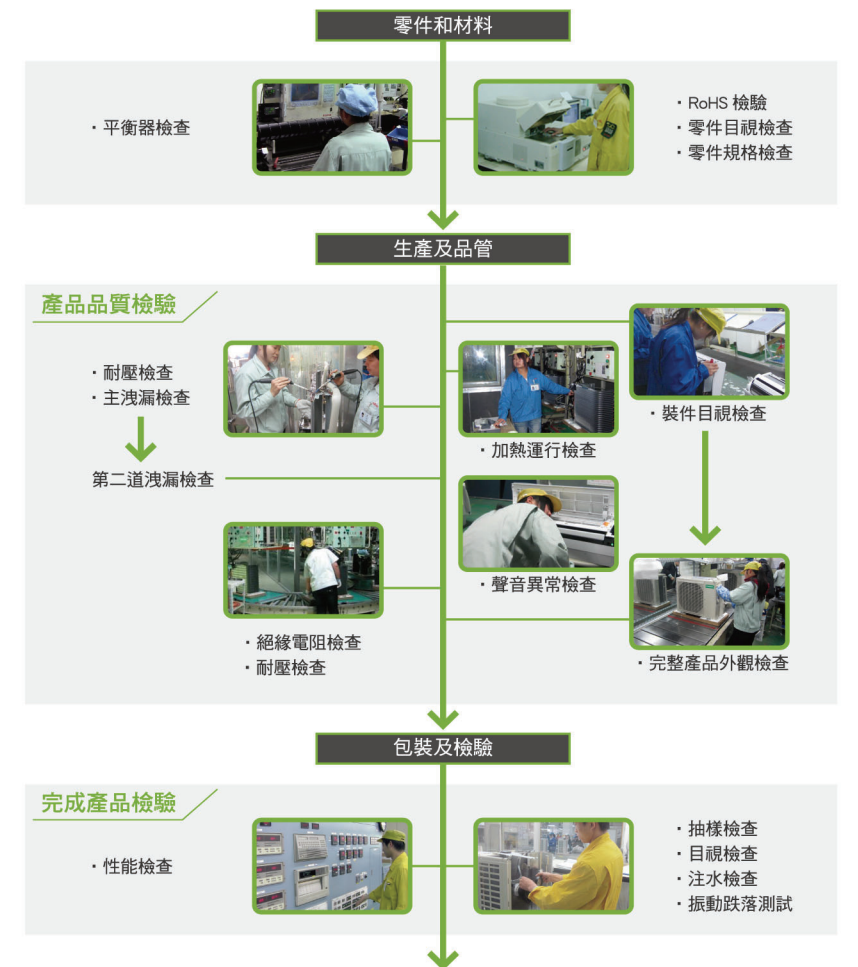 零件和材料
・平衡器檢查
・RoHS 檢驗
・零件目視檢查
・零件規格檢查
生產及品管
產品品質檢驗
・耐壓檢查
・主洩漏檢查
第二道洩漏檢查
・加熱運行檢查
・裝件目視檢查
・聲音異常檢查
・絕緣電阻檢查
・耐壓檢查
・完整產品外觀檢查
包裝及檢驗
完成產品檢驗
・性能檢查
・抽樣檢查
・目視檢查
・注水檢查
・振動跌落測試